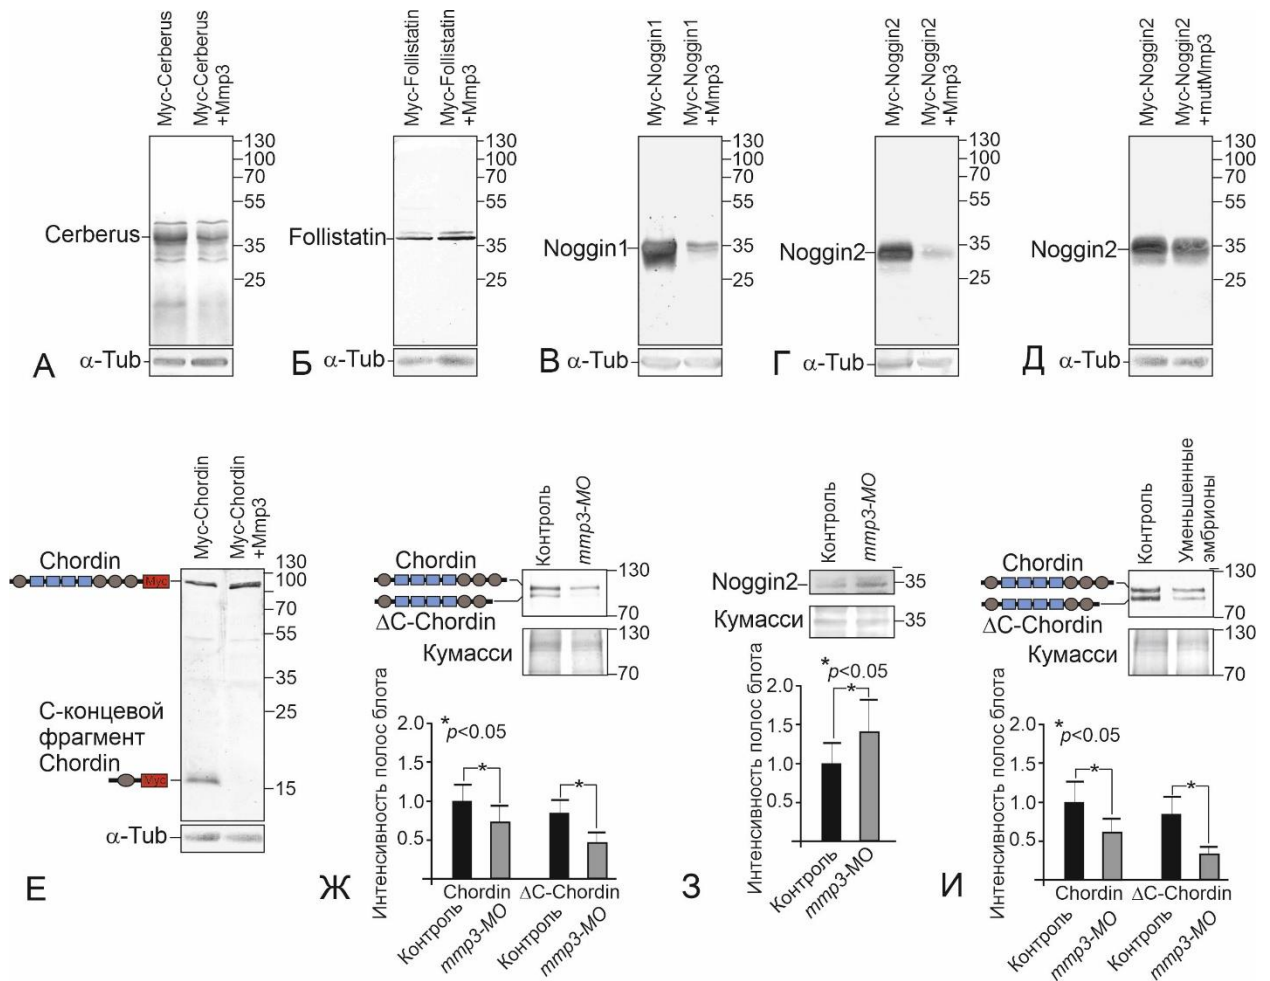 Myc-Cerberus
Myc-Cerberus
+Mmp3
130
100
70
55
35
25
Cerberus
α-Tub
А
Myc-Follistatin
Myc-Follistatin
+Mmp3
130
100
70
55
35
25
Follistatin
α-Tub
Б
Myc-Noggin1
Myc-Noggin1
+Mmp3
130
100
70
55
35
25
Noggin1
α-Tub
В
Myc-Noggin2
Myc-Noggin2
+Mmp3
130
100
70
55
35
25
Noggin2
α-Tub
Г
Myc-Noggin2
Myc-Noggin2
+mutMmp3
130
100
70
55
35
25
Noggin2
α-Tub
Д
Myc-Chordin
Myc-Chordin
+Mmp3
Chordin
Myc
130
100
70
55
35
25
15
С-концевой
фрагмент
Chordin
Myc
α-Tub
Е
Контроль
mmp3-МО
Chordin
ΔC-Chordin
130
70
Кумасси
130
70
Интенсивность полос блота
2.0
1.5
1.0
0.5
*p<0.05
*
*
Chordin
ΔC-Chordin
Контроль
mmp3-МО
Контроль
mmp3-МО
Ж
Контроль
mmp3-МО
Noggin2
35
Кумасси
35
Интенсивность полос блота
2.0
1.5
1.0
0.5
*p<0.05
*
Контроль
mmp3-МО
З
Контроль
Уменьшенные
эмбрионы
Chordin
ΔC-Chordin
130
70
Кумасси
130
70
Интенсивность полос блота
2.0
1.5
1.0
0.5
*p<0.05
*
*
Chordin
ΔC-Chordin
Контроль
mmp3-МО
Контроль
mmp3-МО
И